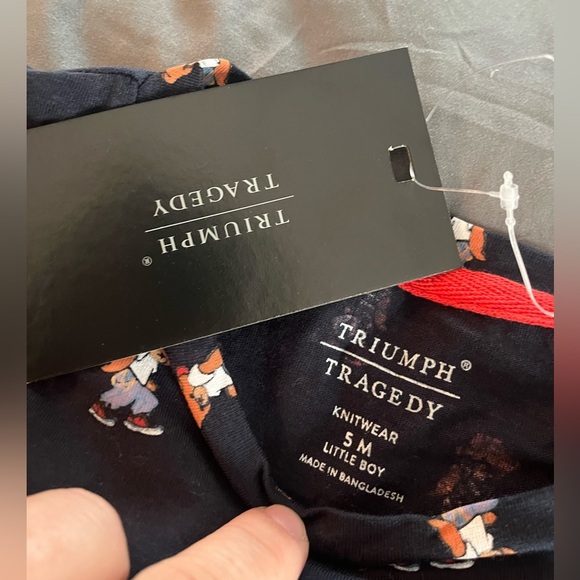 TRIUMPH®
TRAGEDY
TRIUMPH®
TRAGEDY
KNITWEAR
5 M
LITTLE BOY
MADE IN BANGLADESH